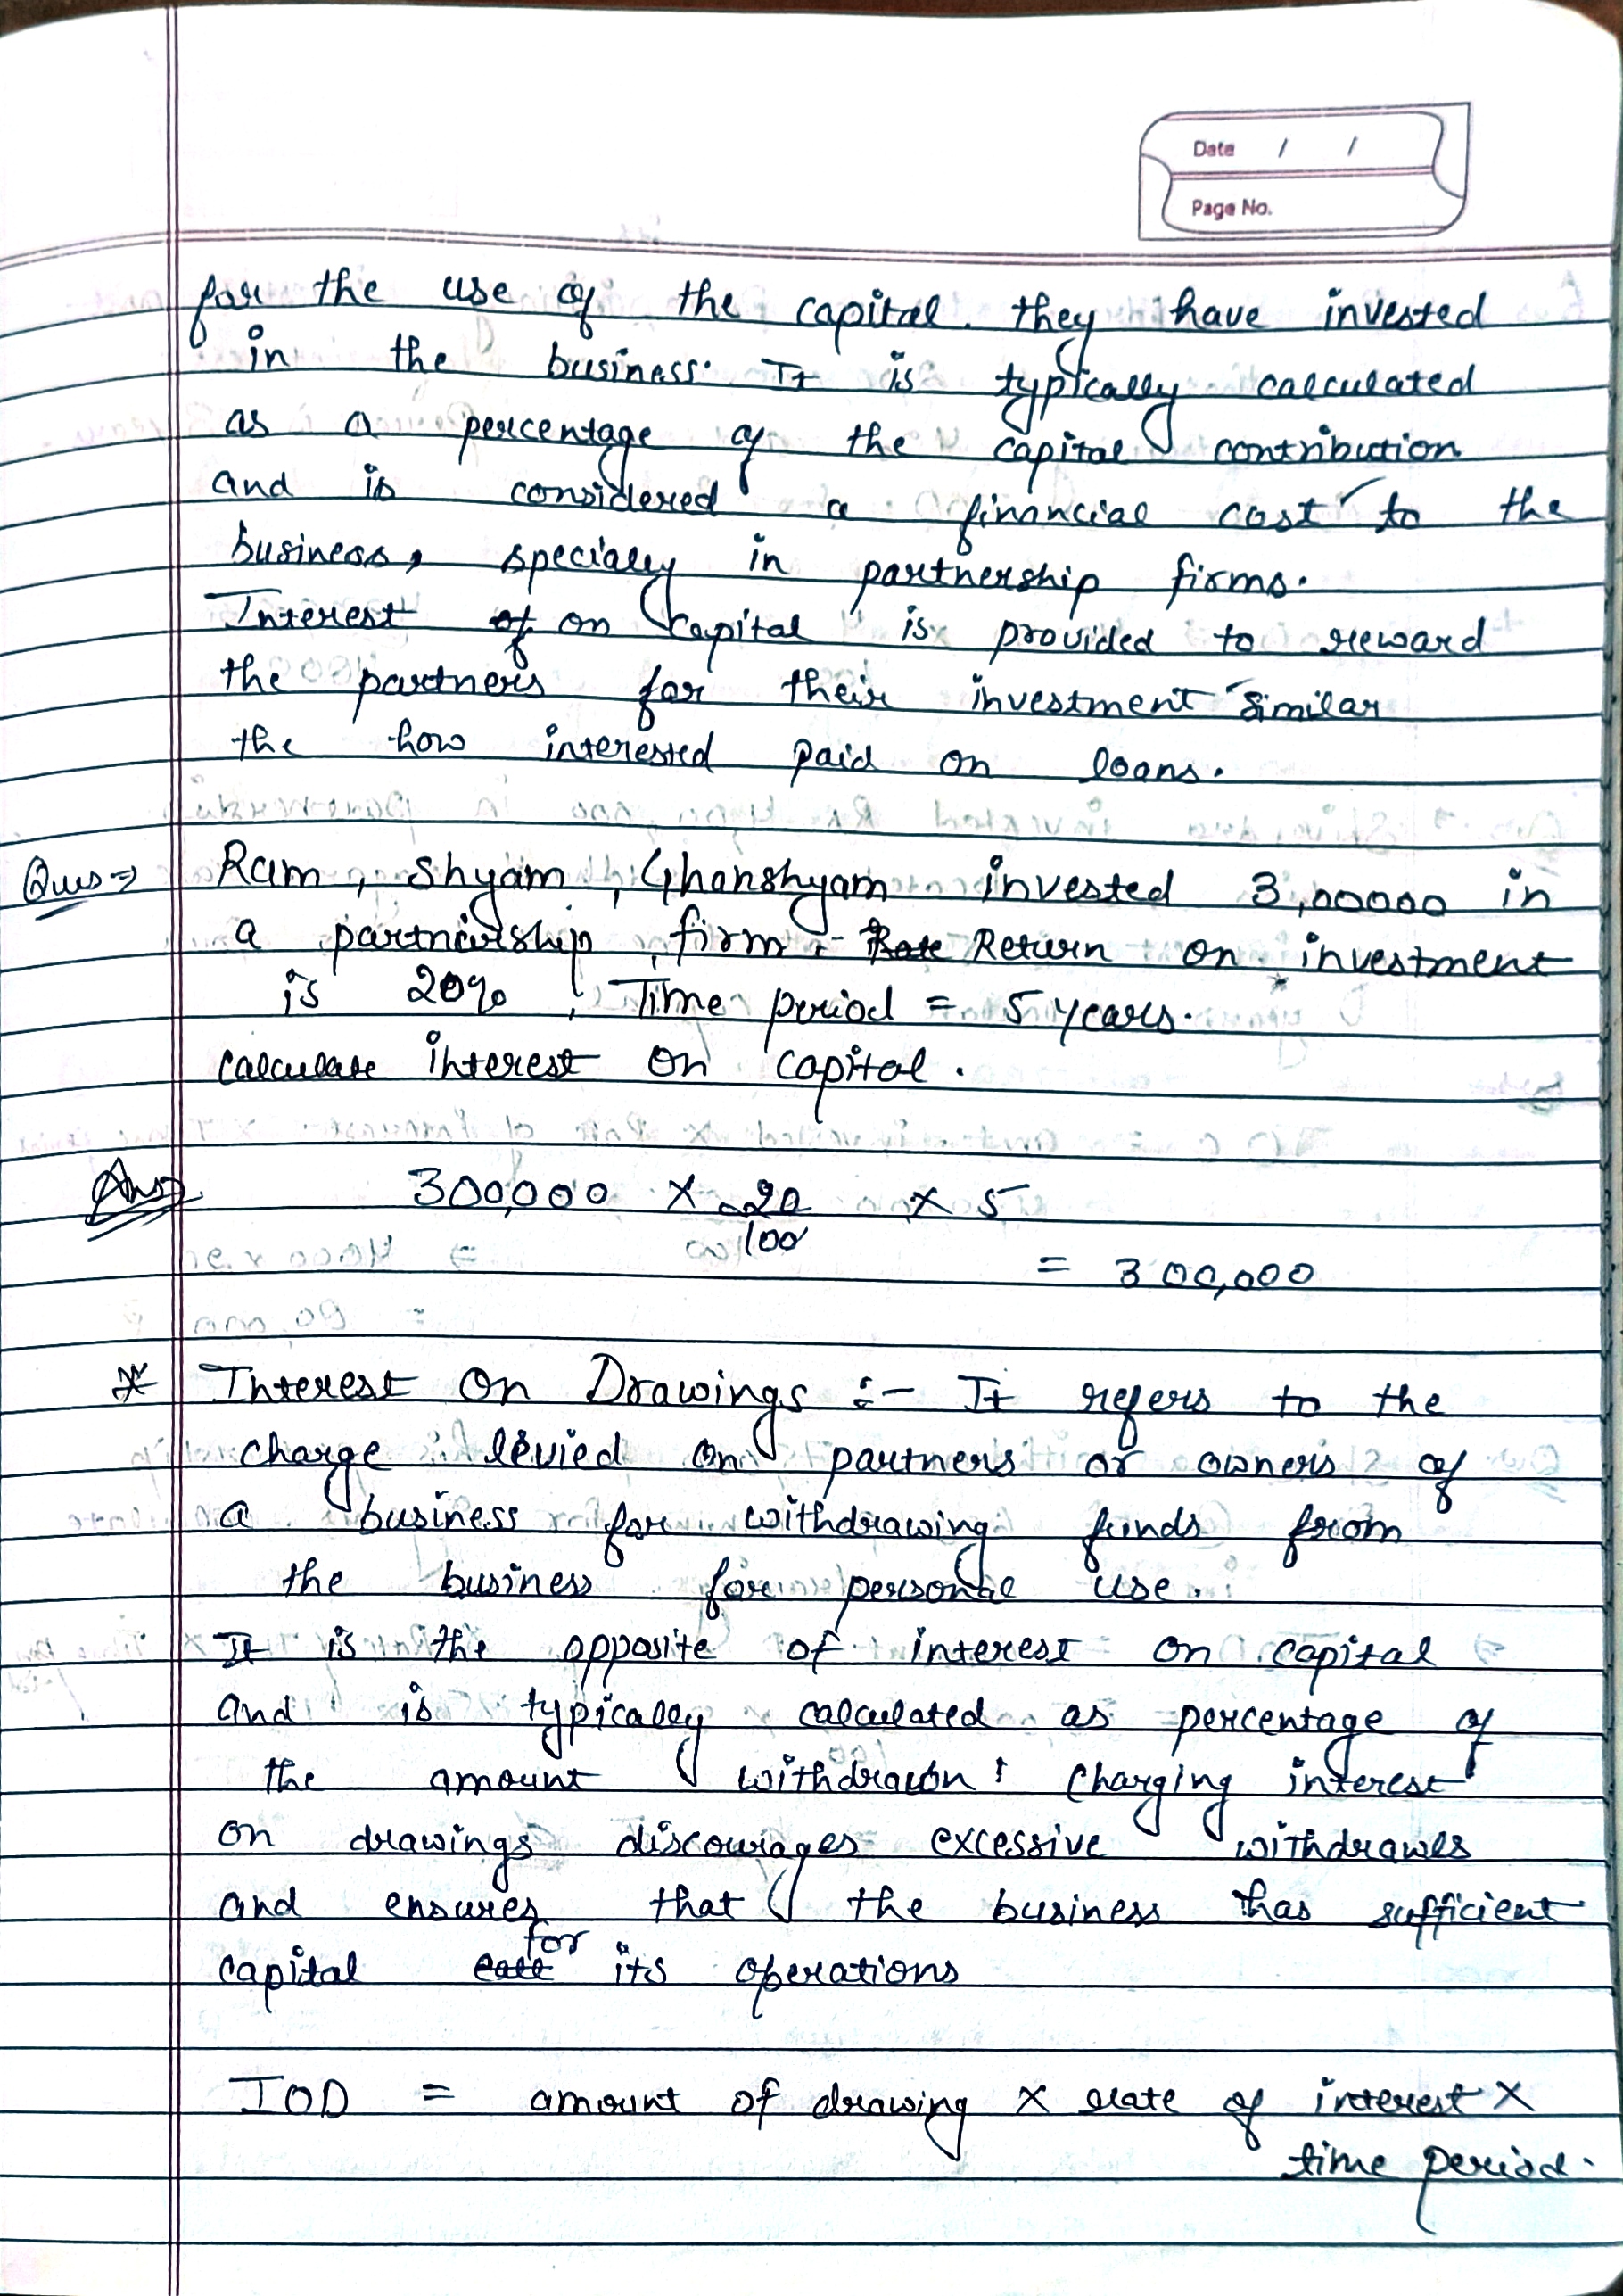 Date / /
Page No.
for the use of the capital. they have invested
in the business. It is typically calculated
as a percentage of the capital contribution
and is considered a financial cost to the
business, specially in partnership firms.
Interest of on Capital is provided to reward
the partners for their investment similar
the how interested paid on loans.
Ques ⇒ Ram, Shyam, Ghanshyam invested 3,00000 in
a partnership firm. Rate Return on investment
is 20%, Time period = 5 years.
calculate interest on capital.
Ans 300,000 × 20/100 × 5
= 300,000
* Interest On Drawings :- It refers to the
charge levied on partners or owners of
a business for withdrawing funds from
the business for personal use.
It is the opposite of interest on capital
and is typically calculated as percentage of
the amount withdrawn. Charging interest
on drawings discourages excessive withdrawls
and ensures that the business has sufficient
capital for its operations
IOD = amount of drawing × rate of interest ×
time period.